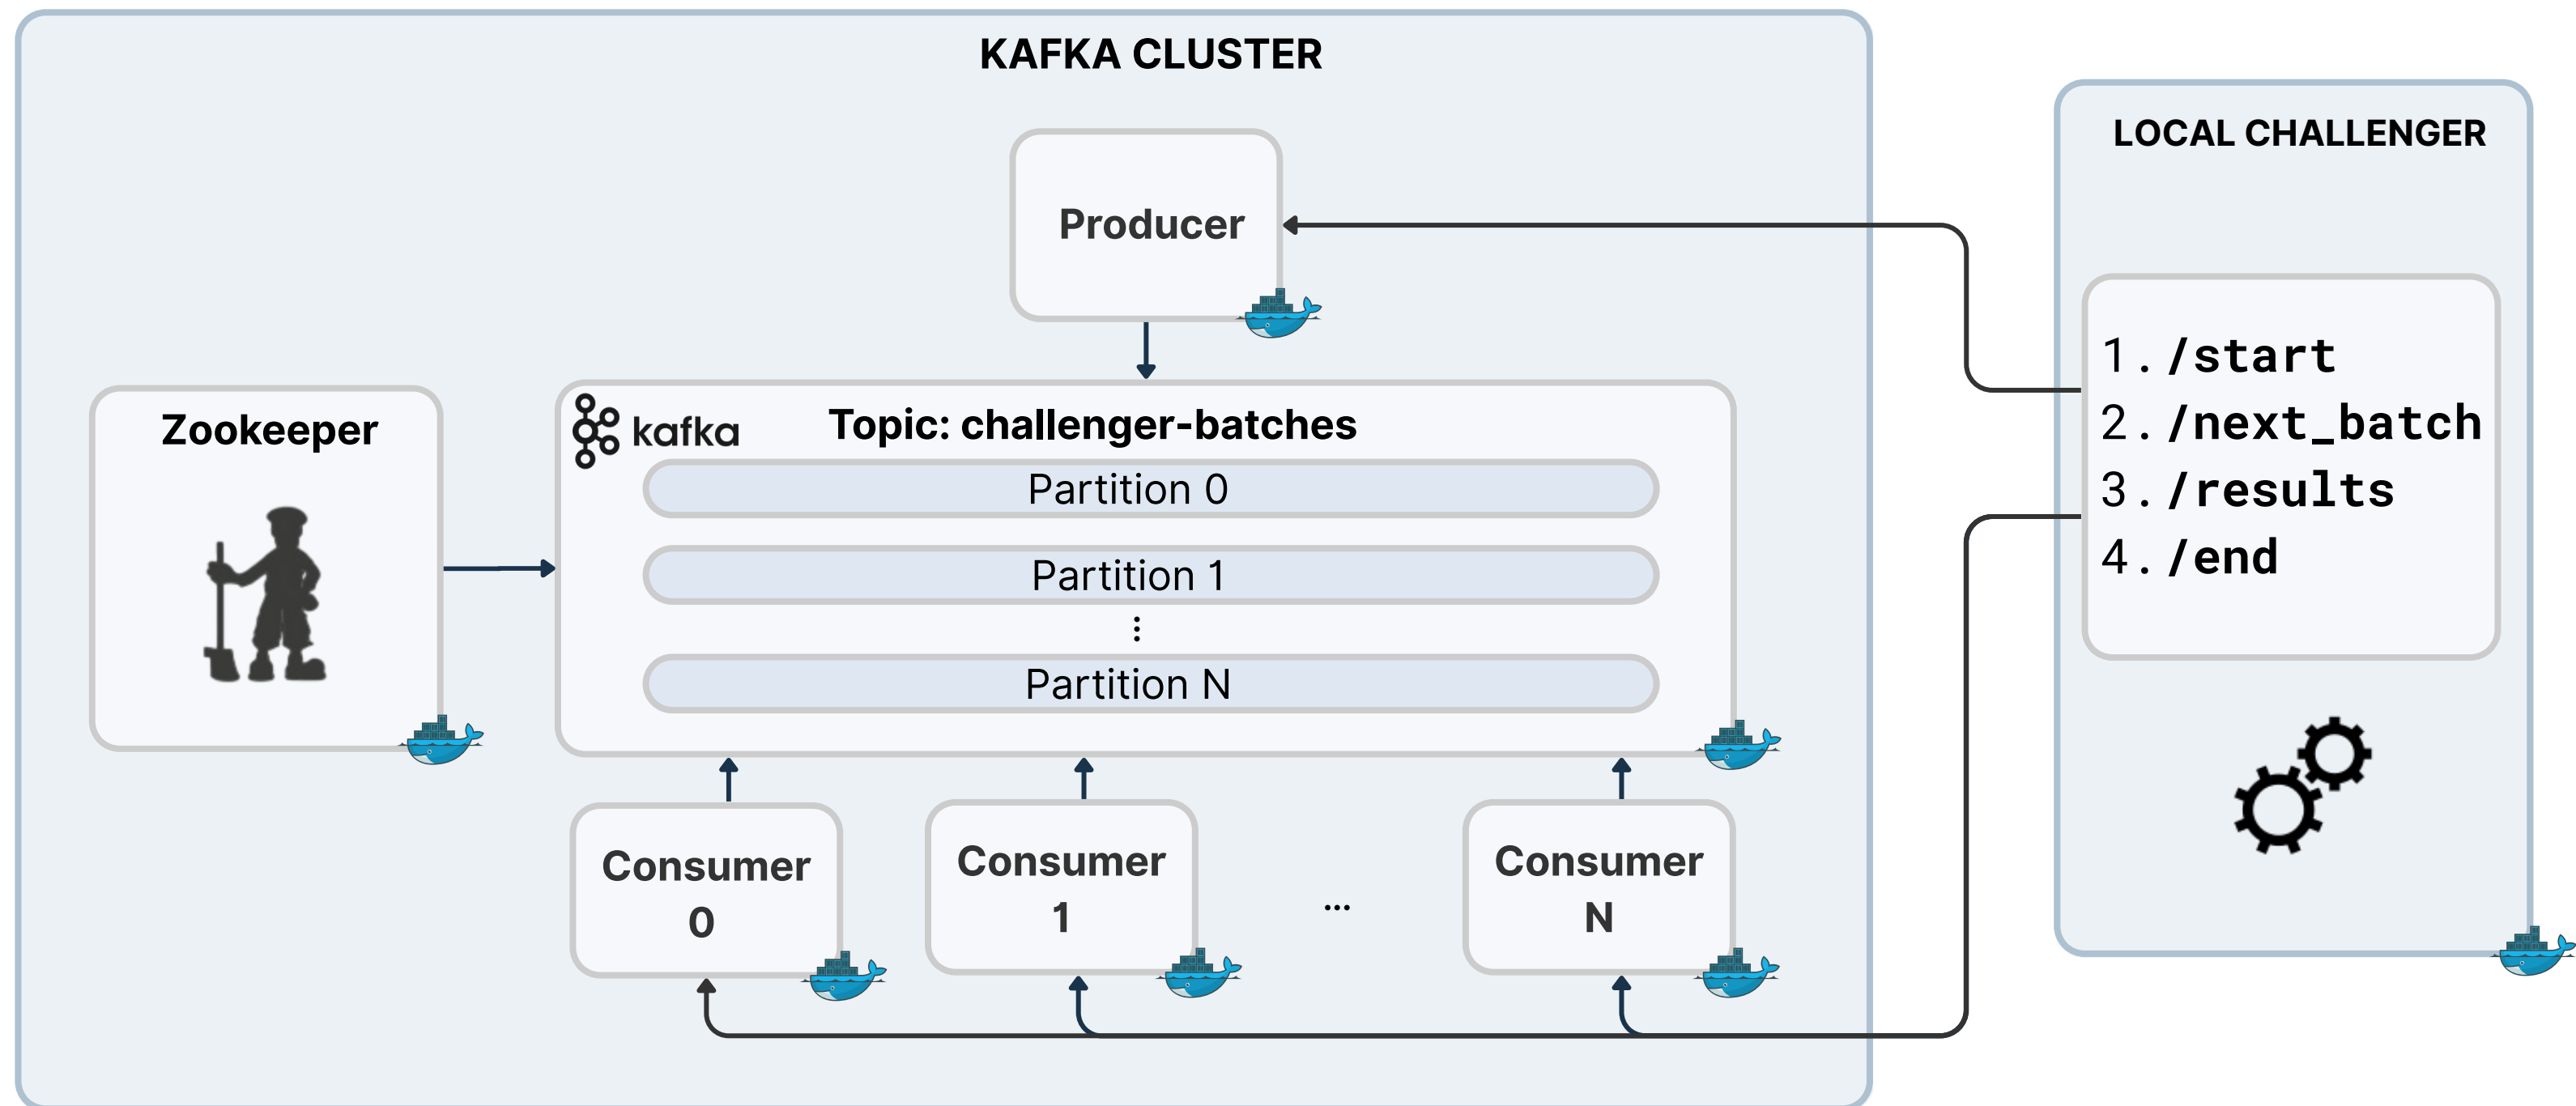 KAFKA CLUSTER
LOCAL CHALLENGER
Producer
1. /start
2. /next_batch
3. /results
4. /end
Zookeeper
kafka
Topic: challenger-batches
Partition 0
Partition 1
⋮
Partition N
Consumer
0
Consumer
1
...
Consumer
N